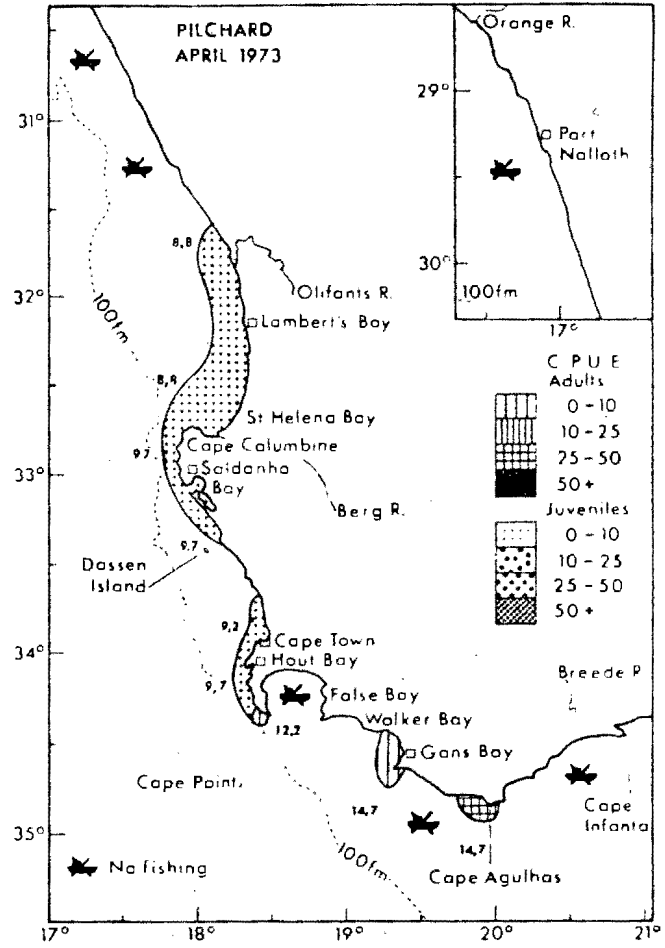 PILCHARD
APRIL 1973
Orange R.
29°
Port
Nolloth
30°
100fm
17°
31°
32°
33°
34°
35°
8,8
100fm
Olifants R.
Lambert's Bay
8,8
St Helena Bay
Cape Columbine
9,7
Saldanha
Bay
Berg R.
9,7
Dassen
Island
9,2
Cape Town
Hout Bay
9,7
False Bay
12,2
Walker Bay
Gans Bay
Breede R
Cape Point
14,7
Cape
Infanta
14,7
100fm
Cape Agulhas
No fishing
C P U E
Adults
0 - 10
10 - 25
25 - 50
50 +
Juveniles
0 - 10
10 - 25
25 - 50
50 +
17°
18°
19°
20°
21°